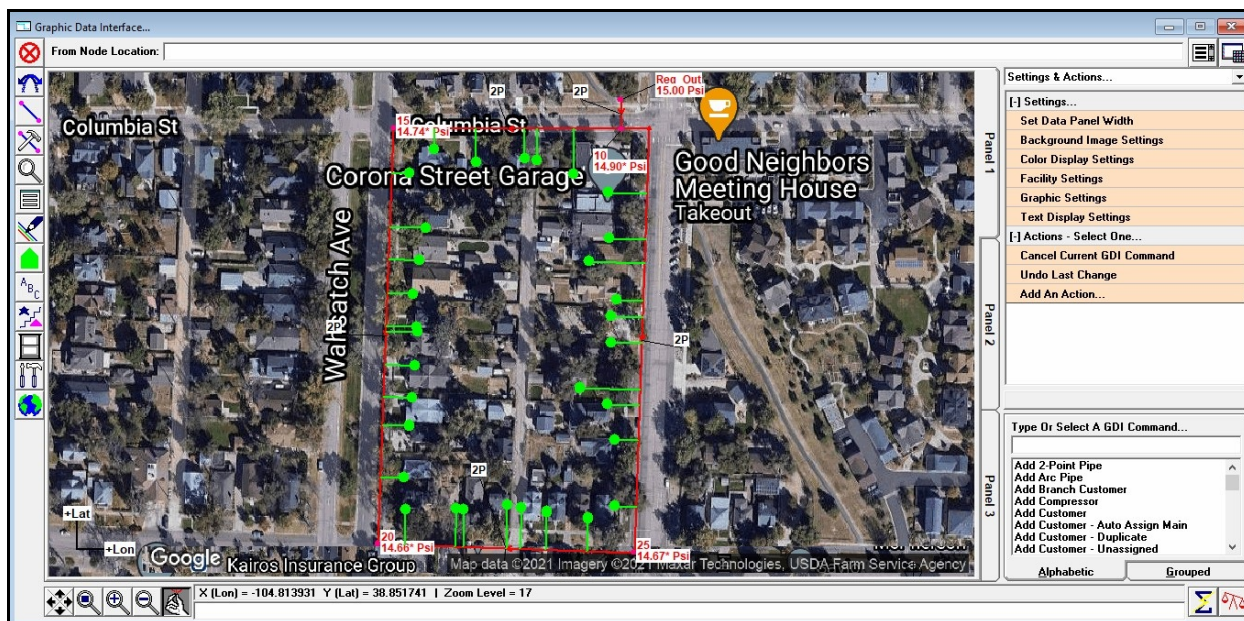 Graphic Data Interface...
From Node Location:
Reg_Out
15.00 Psi
2P
2P
15
14.74* Psi
Columbia St
Columbia St
10
14.90* Psi
Corona Street Garage
Good Neighbors
Meeting House
Takeout
Wahsatch Ave
2P
2P
2P
+Lat
+Lon
20
14.66* Psi
25
14.67* Psi
Google
Kairos Insurance Group
Map data ©2021 Imagery ©2021 Maxar Technologies, USDA Farm Service Agency
Panel 1
Panel 2
Panel 3
Settings & Actions...
[-] Settings...
Set Data Panel Width
Background Image Settings
Color Display Settings
Facility Settings
Graphic Settings
Text Display Settings
[-] Actions - Select One...
Cancel Current GDI Command
Undo Last Change
Add An Action...
Type Or Select A GDI Command...
Add 2-Point Pipe
Add Arc Pipe
Add Branch Customer
Add Compressor
Add Customer
Add Customer - Auto Assign Main
Add Customer - Duplicate
Add Customer - Unassigned
Alphabetic
Grouped
A B C
X (Lon) = -104.813931 Y (Lat) = 38.851741 | Zoom Level = 17